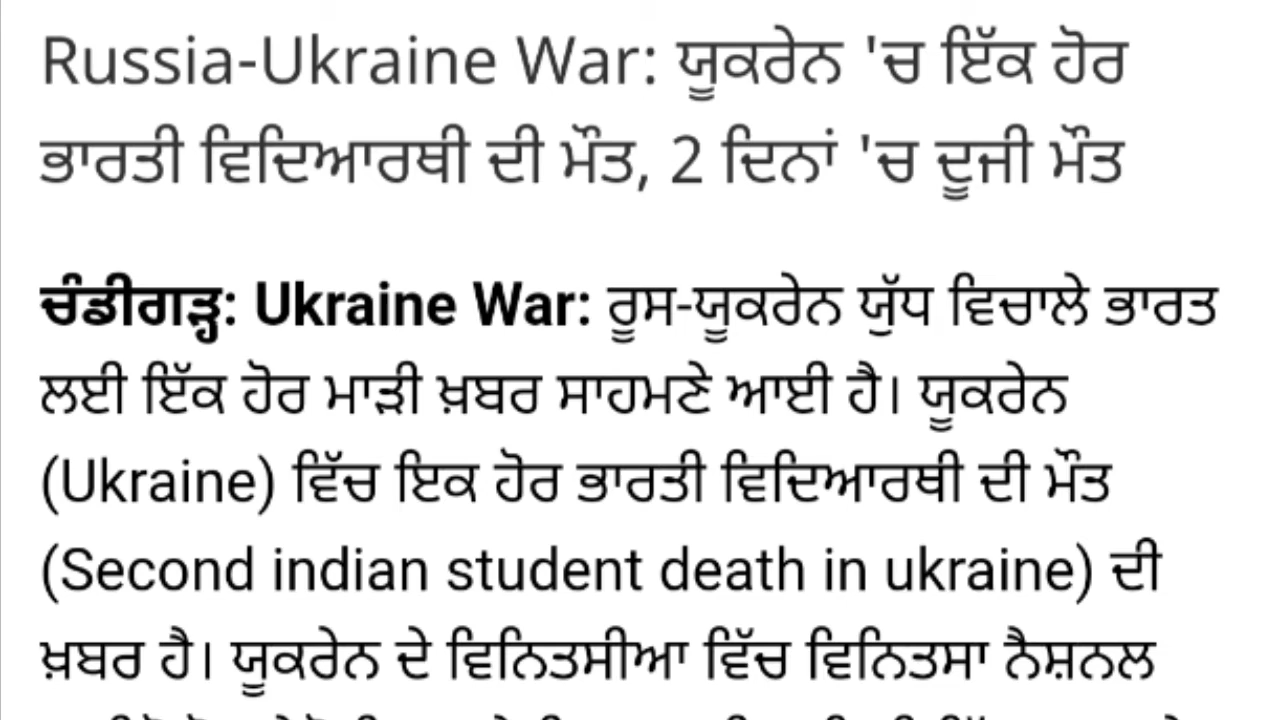 Russia-Ukraine War: ਯੂਕਰੇਨ 'ਚ ਇੱਕ ਹੋਰ
ਭਾਰਤੀ ਵਿਦਿਆਰਥੀ ਦੀ ਮੌਤ, 2 ਦਿਨਾਂ 'ਚ ਦੂਜੀ ਮੌਤ
ਚੰਡੀਗੜ੍ਹ: Ukraine War: ਰੂਸ-ਯੂਕਰੇਨ ਯੁੱਧ ਵਿਚਾਲੇ ਭਾਰਤ
ਲਈ ਇੱਕ ਹੋਰ ਮਾੜੀ ਖ਼ਬਰ ਸਾਹਮਣੇ ਆਈ ਹੈ। ਯੂਕਰੇਨ
(Ukraine) ਵਿੱਚ ਇਕ ਹੋਰ ਭਾਰਤੀ ਵਿਦਿਆਰਥੀ ਦੀ ਮੌਤ
(Second indian student death in ukraine) ਦੀ
ਖ਼ਬਰ ਹੈ। ਯੂਕਰੇਨ ਦੇ ਵਿਨਿਤਸੀਆ ਵਿੱਚ ਵਿਨਿਤਸਾ ਨੈਸ਼ਨਲ